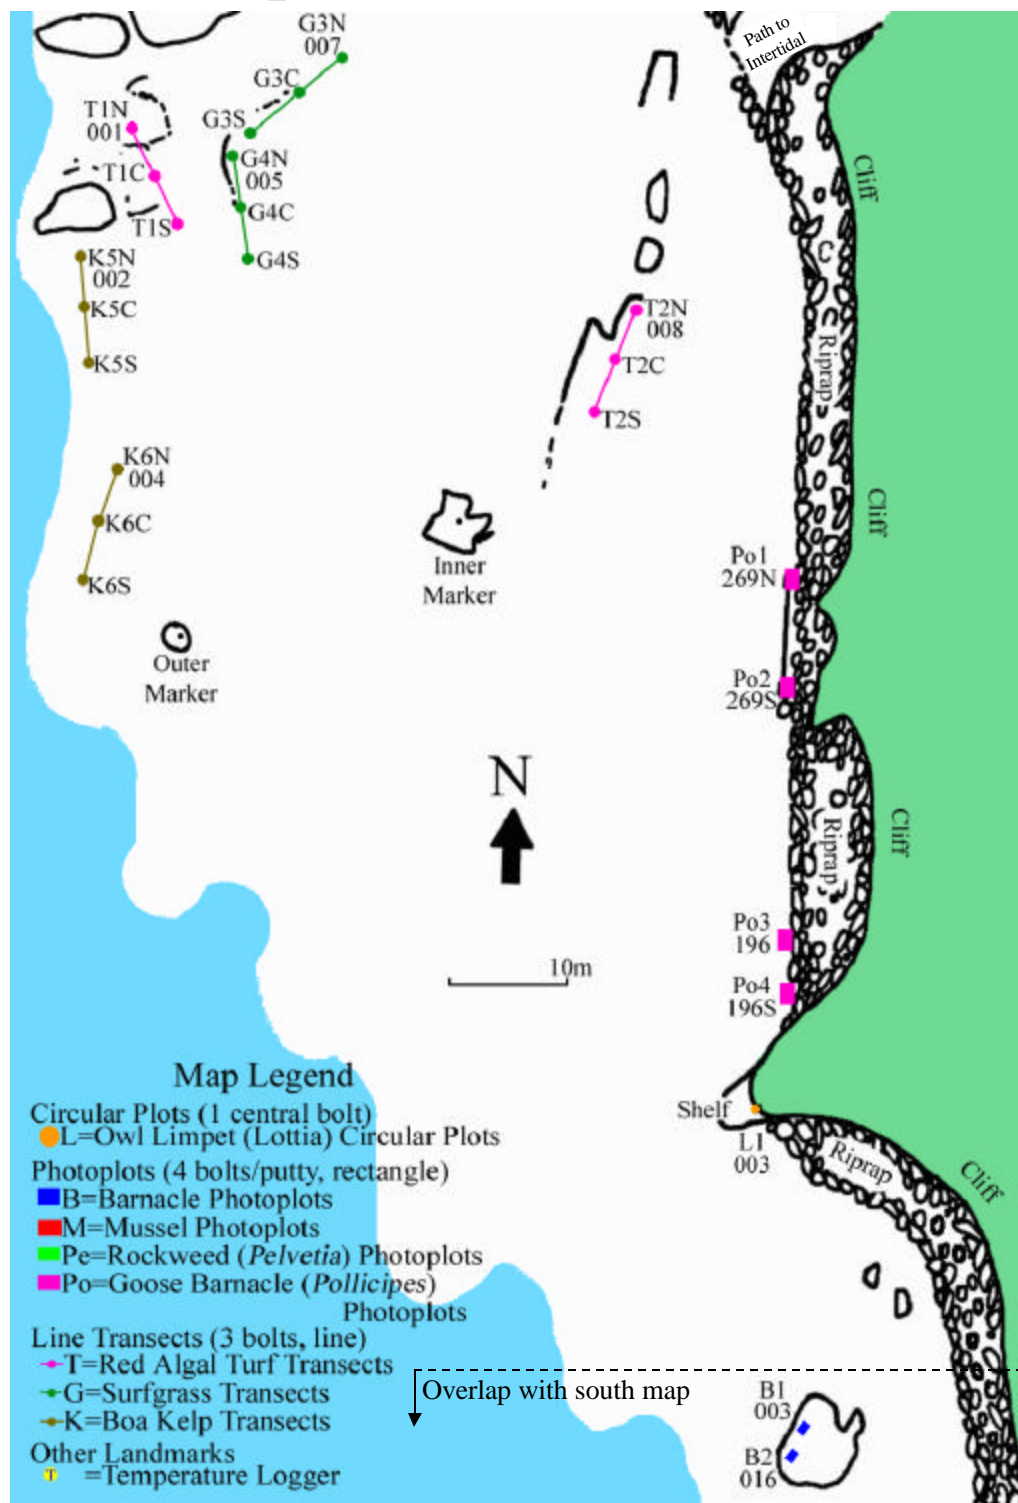 G3N
007
Path to
Intertidal
G3C
T1N
001
G3S
G4N
005
T1C
Cliff
G4C
T1S
K5N
002
G4S
C
K5C
T2N
008
Riprap
K5S
T2C
T2S
K6N
004
Cliff
K6C
Inner
Marker
Po1
269N
K6S
Outer
Marker
Po2
269S
N
Riprap
Cliff
Po3
196
10m
Po4
196S
Map Legend
Shelf
Circular Plots (1 central bolt)
L=Owl Limpet (Lottia) Circular Plots
L1
003
Riprap
Cliff
Photoplots (4 bolts/putty, rectangle)
B=Barnacle Photoplots
M=Mussel Photoplots
Pe=Rockweed (Pelvetia) Photoplots
Po=Goose Barnacle (Pollicipes)
Photoplots
Line Transects (3 bolts, line)
T=Red Algal Turf Transects
G=Surfgrass Transects
K=Boa Kelp Transects
Overlap with south map
B1
003
Other Landmarks
T =Temperature Logger
B2
016